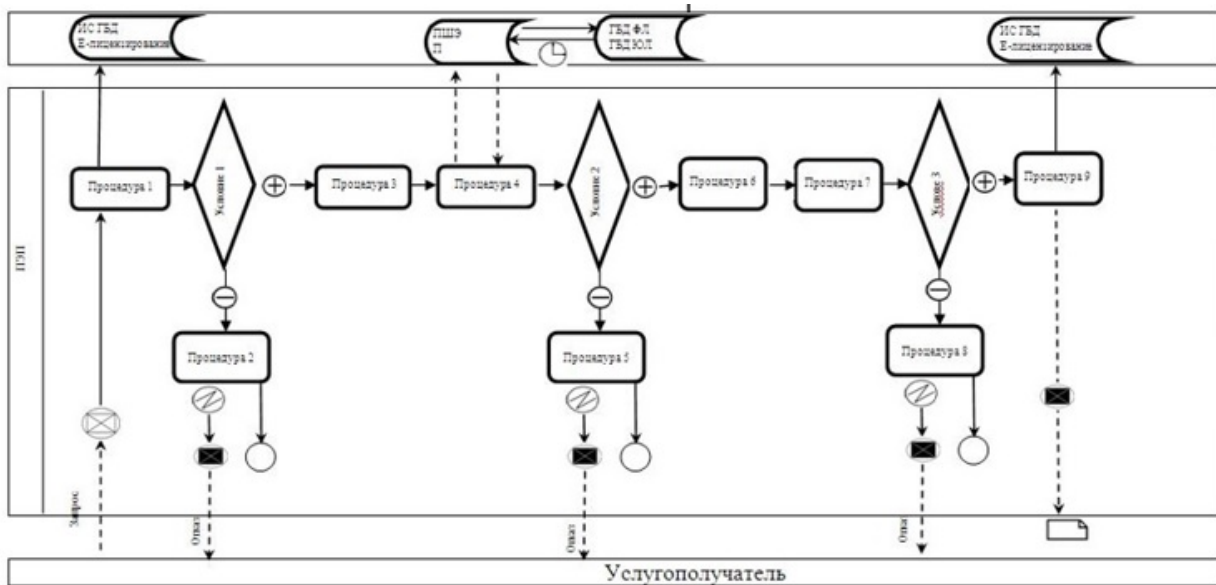 ИС ГБД
Е-лицензирование
ПШЭ
П
ГБД ФЛ
ГБД ЮЛ
ИС ГБД
Е-лицензирование
ПЭП
Процедура 1
Условие 1
Процедура 3
Процедура 4
Условие 2
Процедура 6
Процедура 7
Условие 3
Процедура 9
Процедура 2
Процедура 5
Процедура 8
Запрос
Отказ
Отказ
Отказ
Услугополучатель